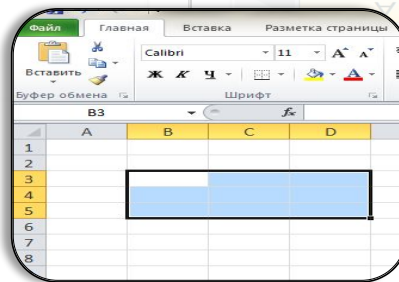 Файл Главная Вставка Разметка страницы
Calibri 11 A A
Вставить Ж К Ч
Буфер обмена Шрифт
B3 fx
A B C D
1
2
3
4
5
6
7
8